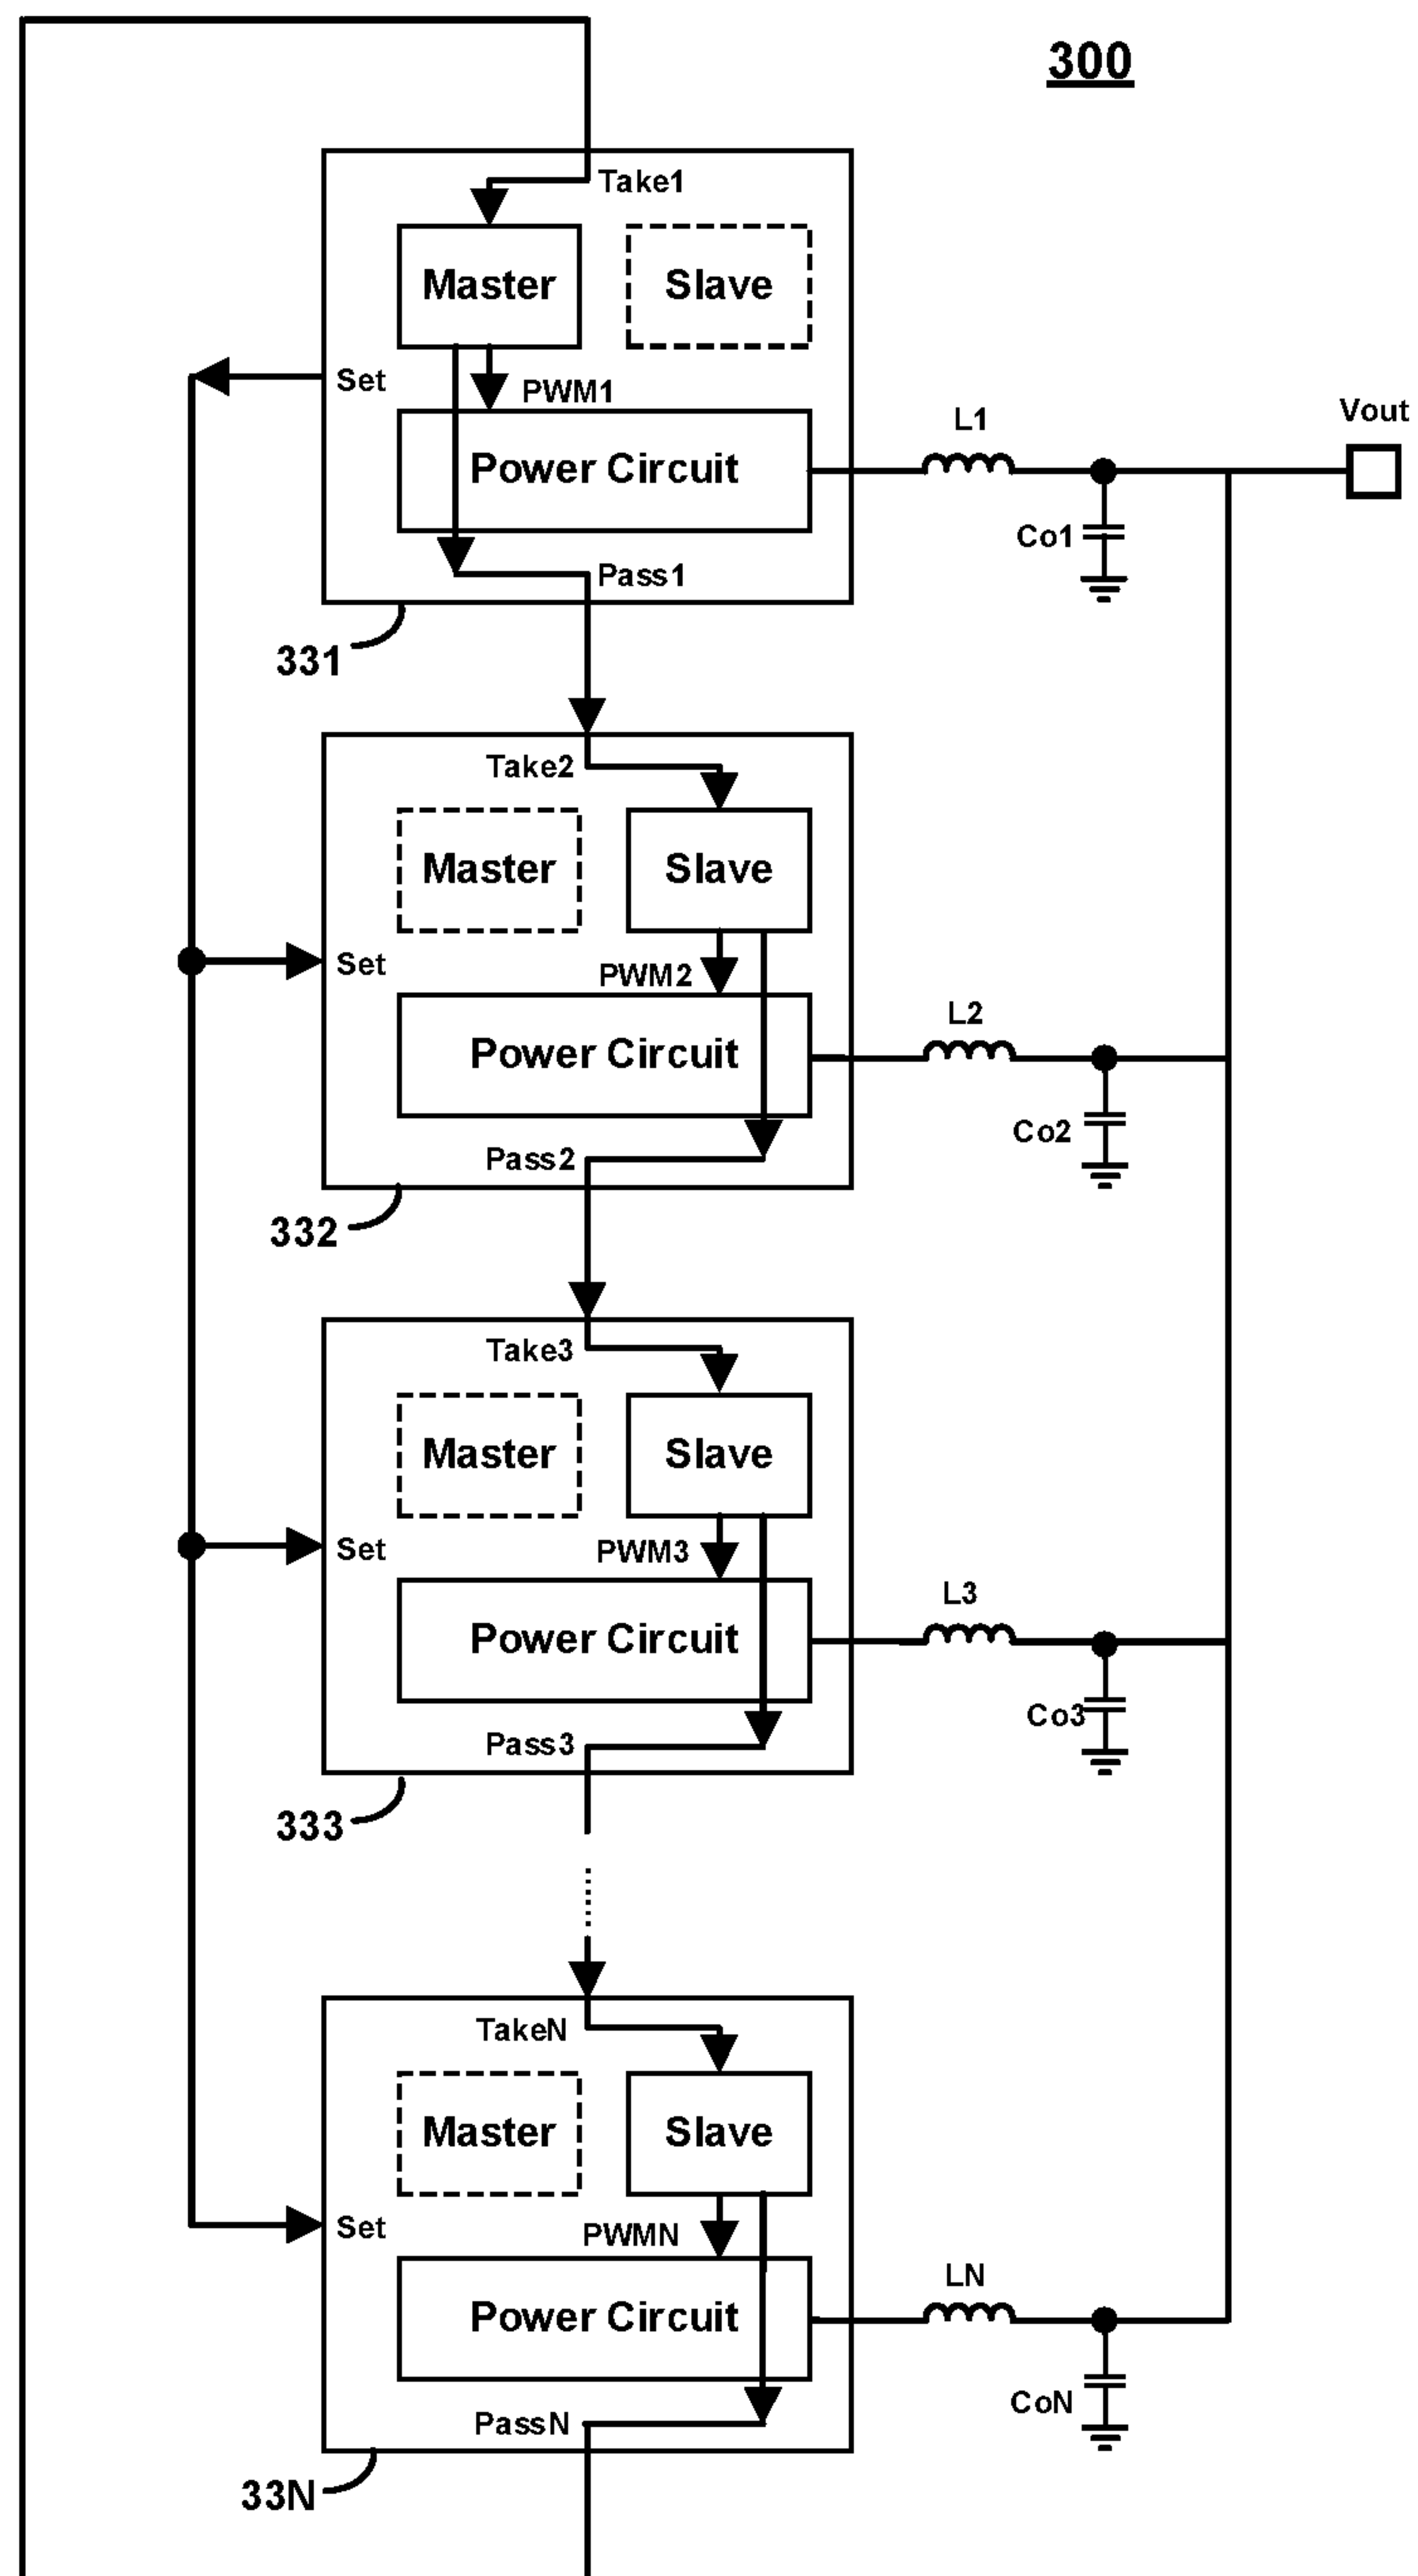 300
Take1
Master
Slave
Set
PWM1
Power Circuit
L1
Vout
Co1
Pass1
331
Take2
Master
Slave
Set
PWM2
Power Circuit
L2
Co2
Pass2
332
Take3
Master
Slave
Set
PWM3
Power Circuit
L3
Co3
Pass3
333
TakeN
Master
Slave
Set
PWMN
Power Circuit
LN
CoN
PassN
33N